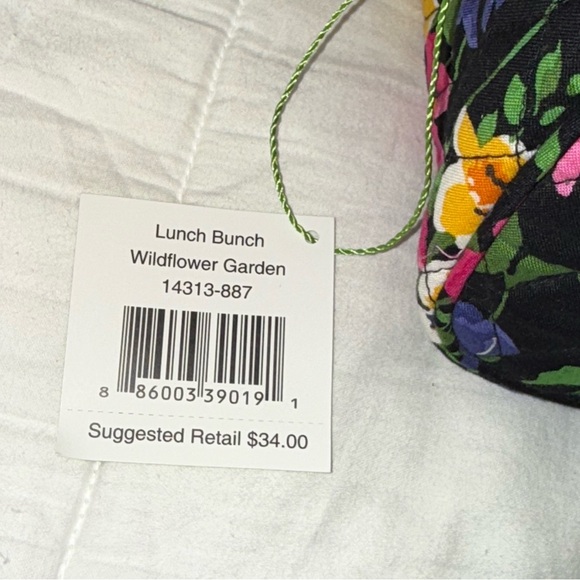 Lunch Bunch
Wildflower Garden
14313-887
8 86003 39019 1
Suggested Retail $34.00